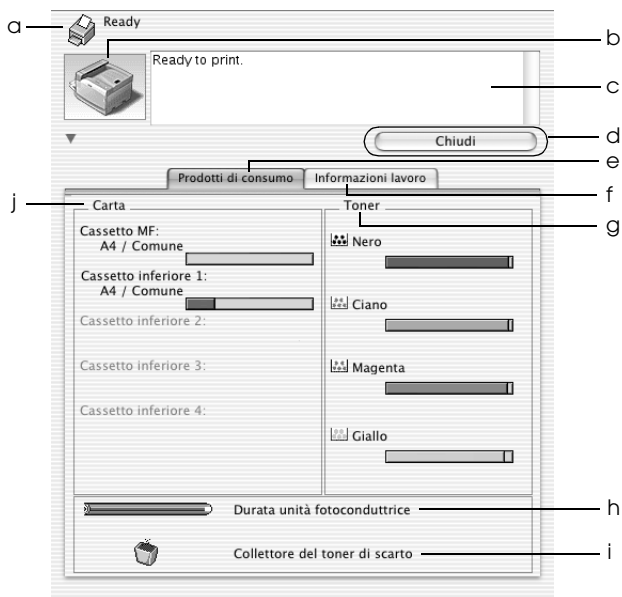 a
Ready
b
Ready to print.
c
Chiudi
d
e
Prodotti di consumo
Informazioni lavoro
f
j
Carta
Toner
g
Cassetto MF:
A4 / Comune
Cassetto inferiore 1:
A4 / Comune
Cassetto inferiore 2:
Cassetto inferiore 3:
Cassetto inferiore 4:
Nero
Ciano
Magenta
Giallo
Durata unità fotoconduttrice
h
Collettore del toner di scarto
i